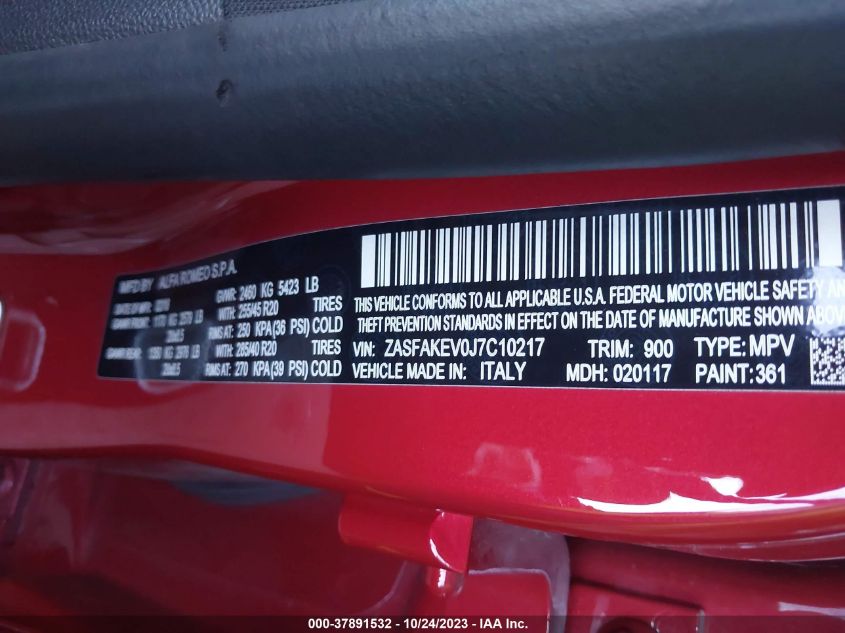 MFD BY: ALFA ROMEO S.P.A.
GVWR: 2460 KG 5423 LB
WITH: 255/45 R20 TIRES
RIMS AT: 250 KPA(36 PSI) COLD
WITH: 285/40 R20 TIRES
RIMS AT: 270 KPA(39 PSI) COLD
THIS VEHICLE CONFORMS TO ALL APPLICABLE U.S.A. FEDERAL MOTOR VEHICLE SAFETY AN
THEFT PREVENTION STANDARDS IN EFFECT ON THE DATE OF MANUFACTURE SHOWN ABOVE
VIN: ZASFAKEV0J7C10217 TRIM: 900 TYPE: MPV
VEHICLE MADE IN: ITALY MDH: 020117 PAINT: 361
000-37891532 - 10/24/2023 - IAA Inc.